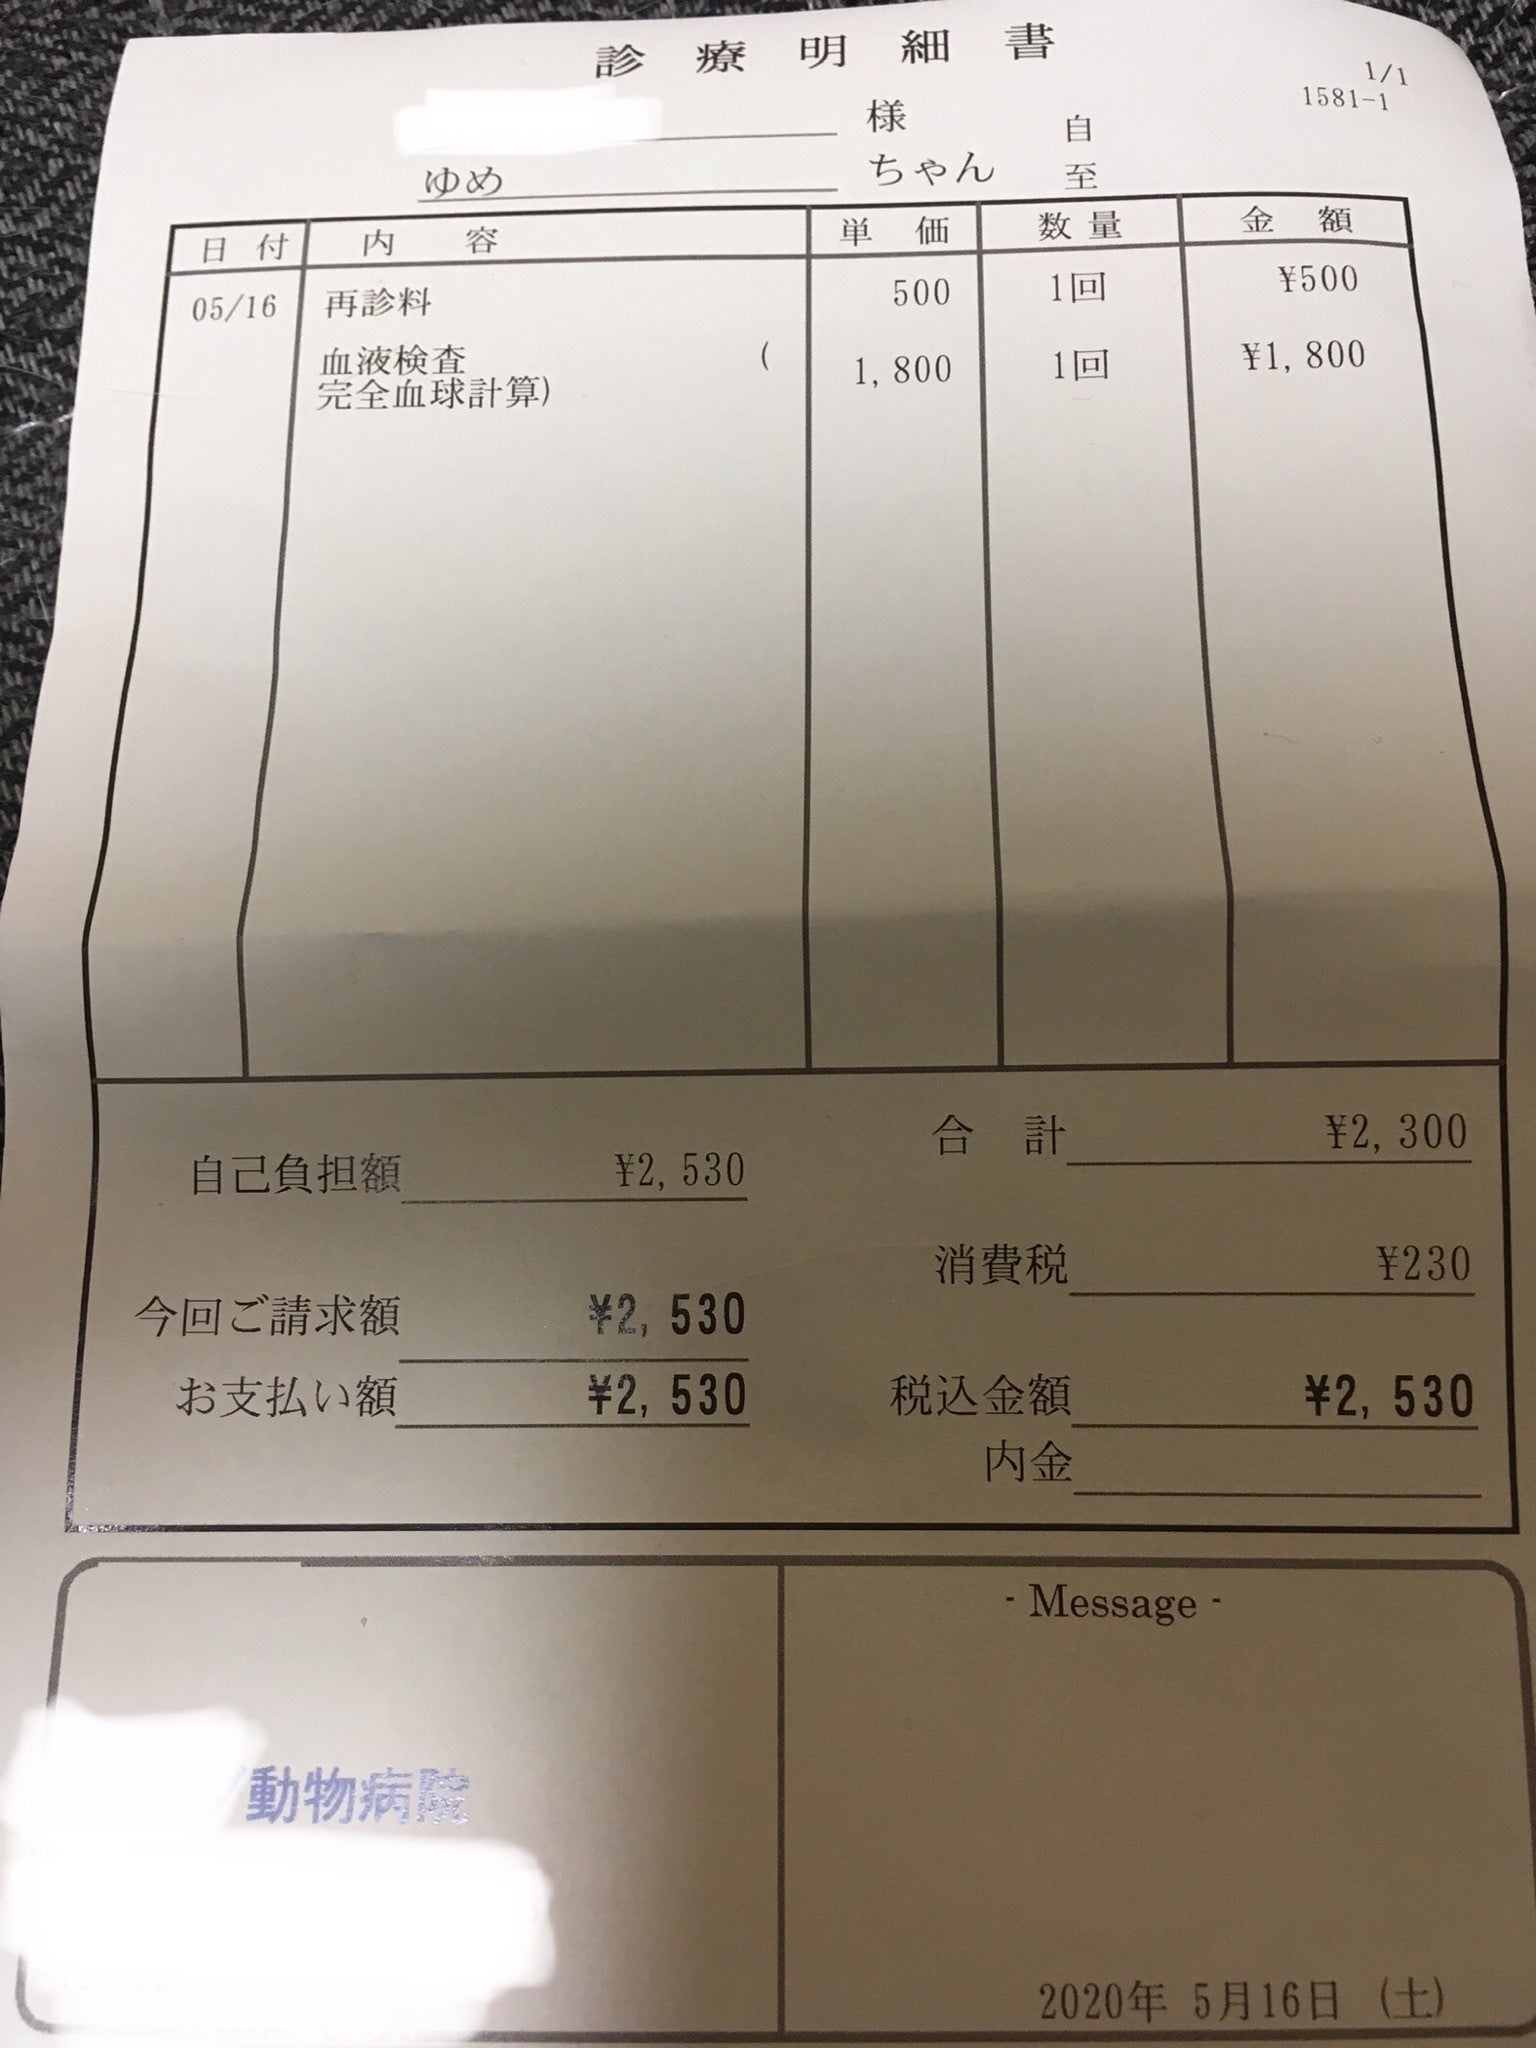 診療明細書
1/1
1581-1
様 自
ゆめ ちゃん 至
日付 内容 単価 数量 金額
05/16 再診料 500 1回 ¥500
血液検査 ( 1,800 1回 ¥1,800
完全血球計算)
合計 ¥2,300
自己負担額 ¥2,530
消費税 ¥230
今回ご請求額 ¥2,530
お支払い額 ¥2,530 税込金額 ¥2,530
内金
- Message -
動物病院
2020年 5月16日 (土)